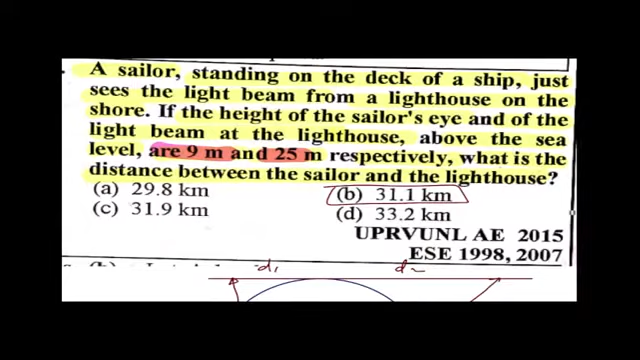 A sailor, standing on the deck of a ship, just
sees the light beam from a lighthouse on the
shore. If the height of the sailor's eye and of the
light beam at the lighthouse, above the sea
level, are 9 m and 25 m respectively, what is the
distance between the sailor and the lighthouse?
(a) 29.8 km (b) 31.1 km
(c) 31.9 km (d) 33.2 km
UPRVUNL AE 2015
ESE 1998, 2007
d₁ d₂